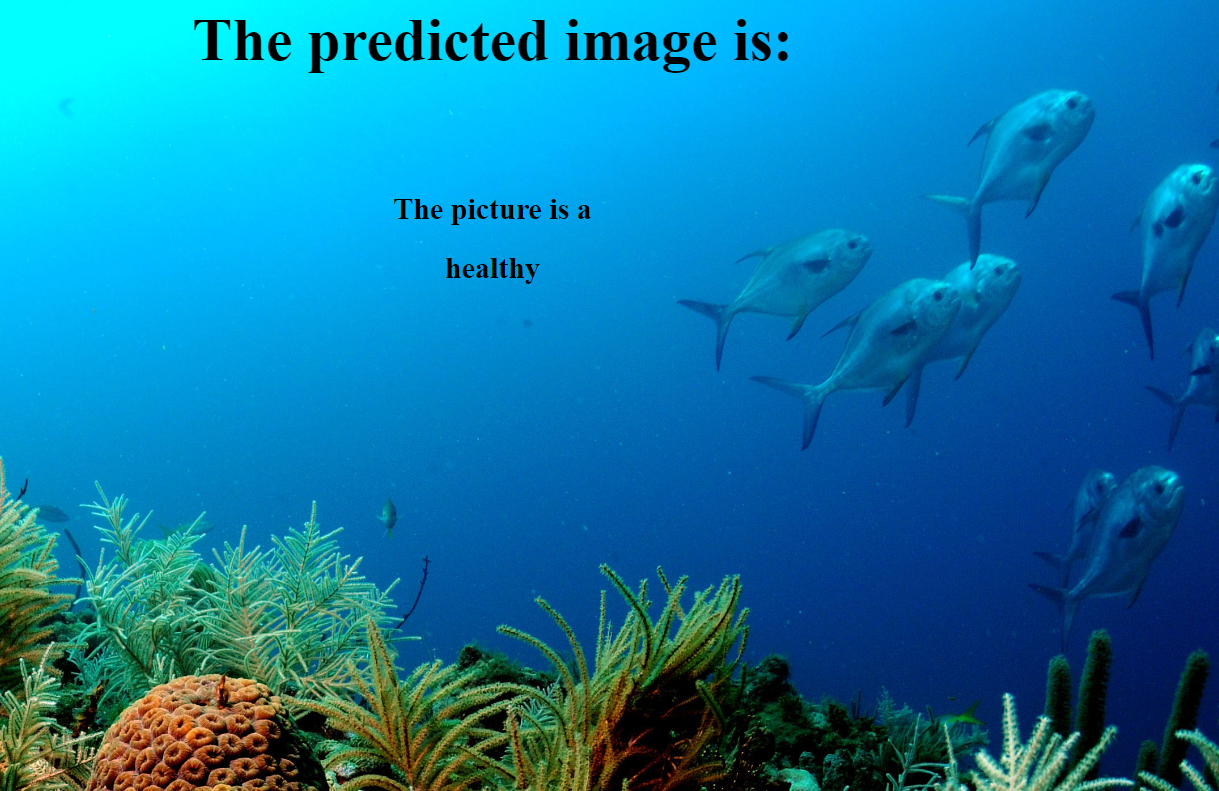 The predicted image is:
The picture is a
healthy